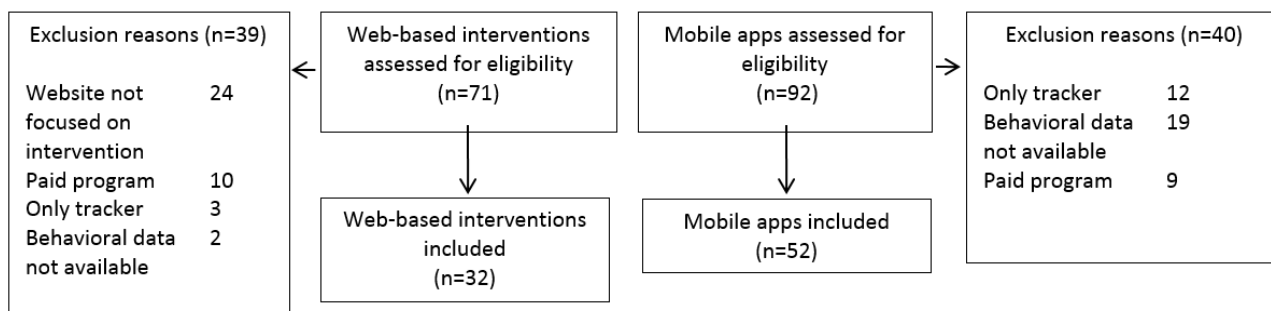 Exclusion reasons (n=39)
Website not 24
focused on
intervention
Paid program 10
Only tracker 3
Behavioral data 2
not available
Web-based interventions
assessed for eligibility
(n=71)
Web-based interventions
included
(n=32)
Mobile apps assessed for
eligibility
(n=92)
Mobile apps included
(n=52)
Exclusion reasons (n=40)
Only tracker 12
Behavioral data 19
not available
Paid program 9